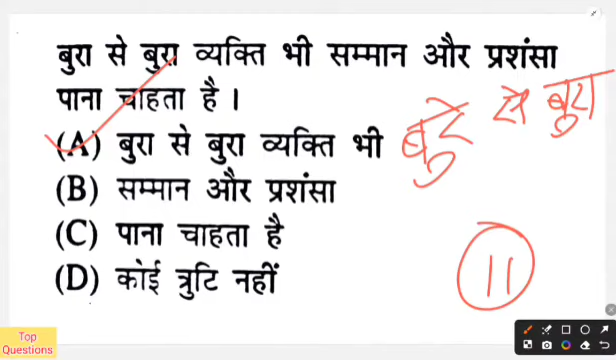 बुरा से बुरा व्यक्ति भी सम्मान और प्रशंसा
पाना चाहता है।
(A) बुरा से बुरा व्यक्ति भी
बुरे से बुरा
(B) सम्मान और प्रशंसा
(C) पाना चाहता है
(D) कोई त्रुटि नहीं
11
Top
Questions